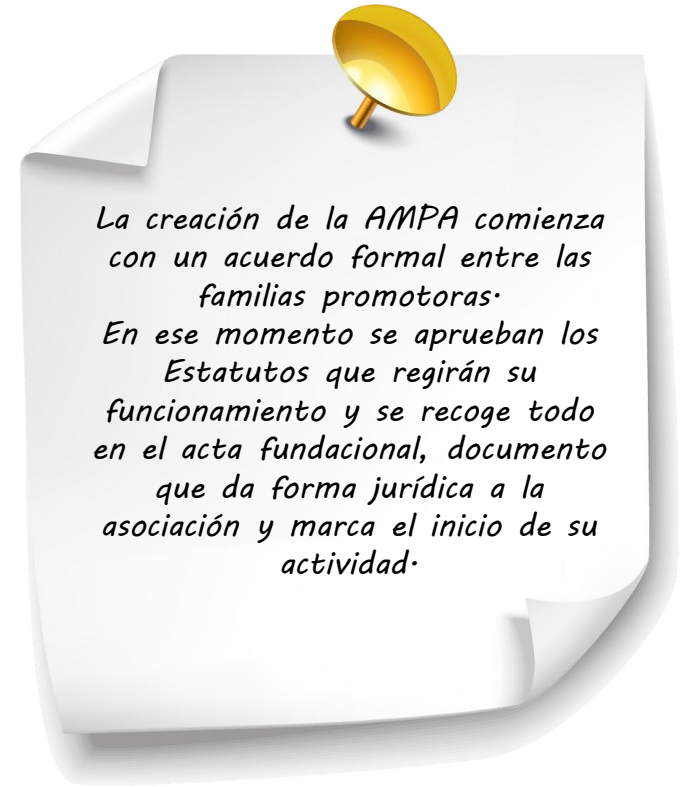 La creación de la AMPA comienza
con un acuerdo formal entre las
familias promotoras.
En ese momento se aprueban los
Estatutos que regirán su
funcionamiento y se recoge todo
en el acta fundacional, documento
que da forma jurídica a la
asociación y marca el inicio de su
actividad.